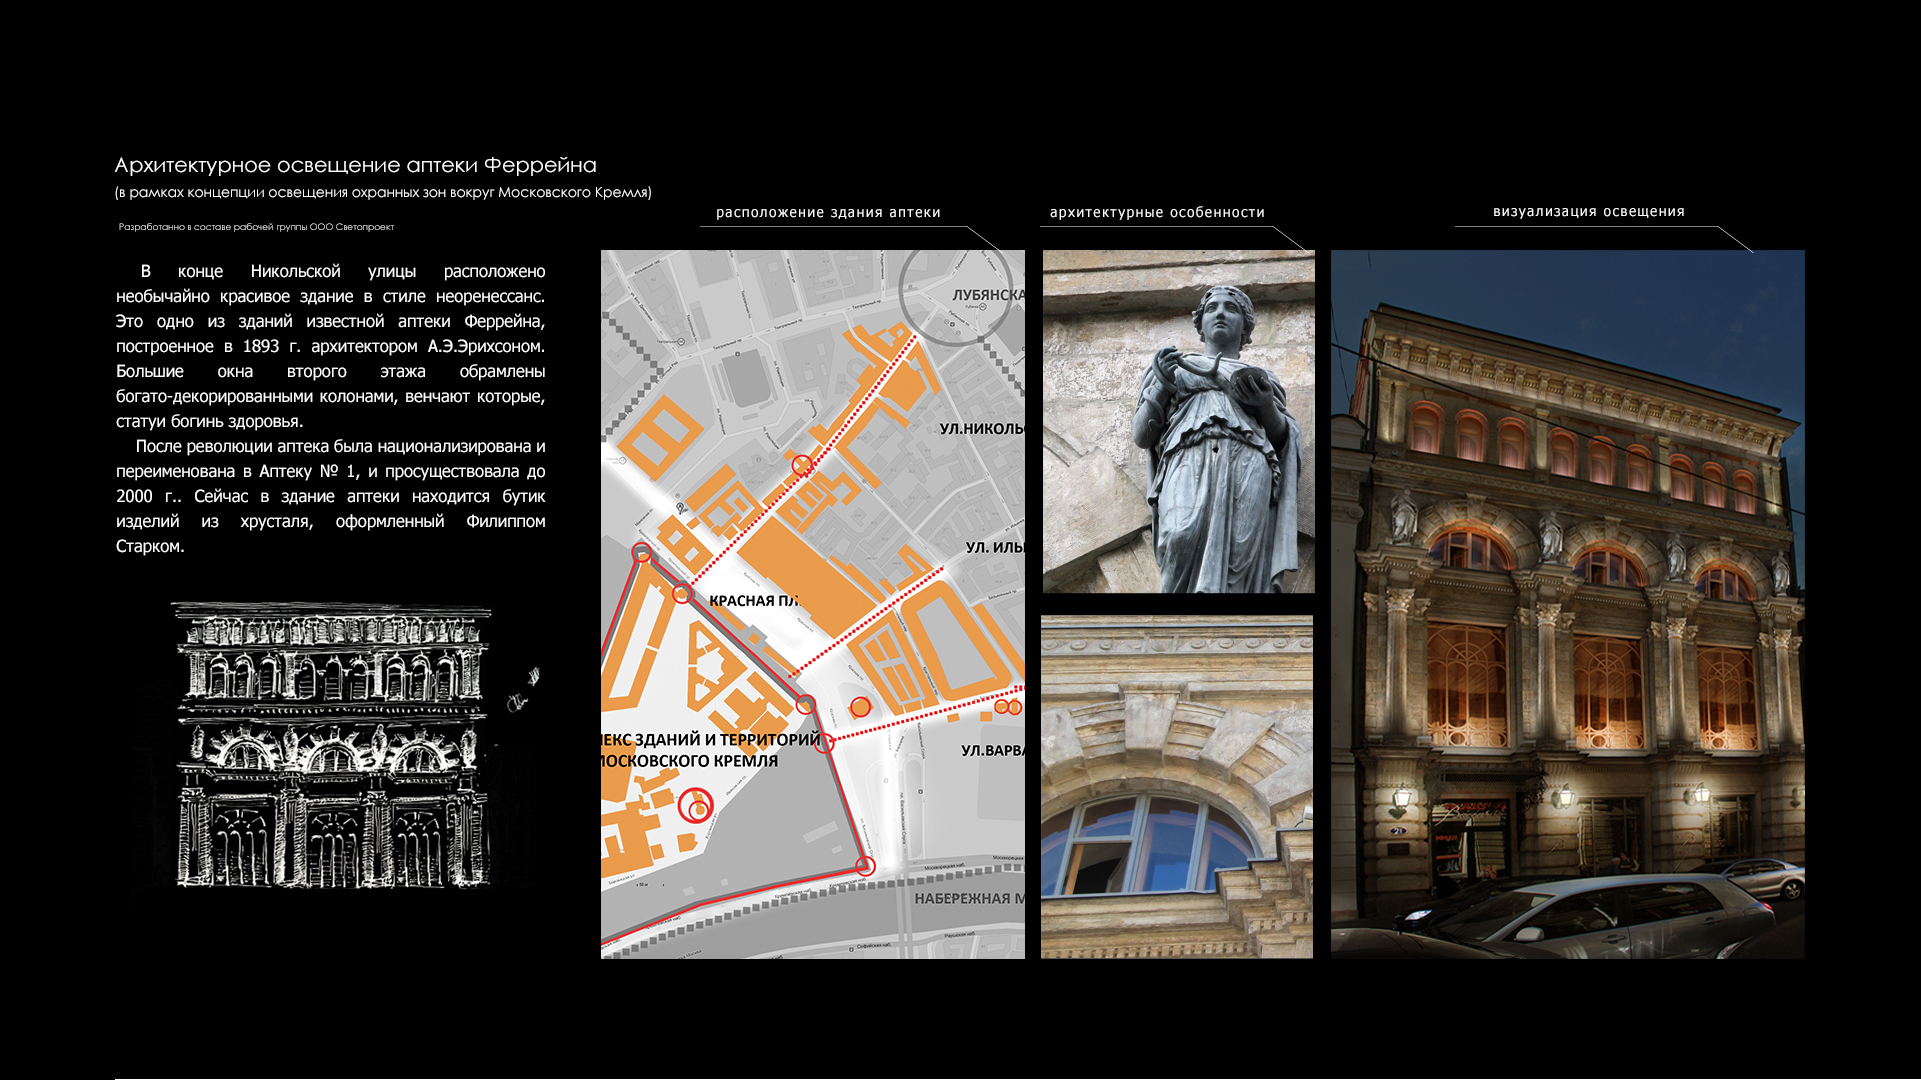 Архитектурное освещение аптеки Феррейна
(в рамках концепции освещения охранных зон вокруг Московского Кремля)
Разработанно в составе рабочей группы ООО Светопроект
В конце Никольской улицы расположено
необычайно красивое здание в стиле неоренессанс.
Это одно из зданий известной аптеки Феррейна,
построенное в 1893 г. архитектором А.Э.Эрихсоном.
Большие окна второго этажа обрамлены
богато-декорированными колонами, венчают которые,
статуи богинь здоровья.
После революции аптека была национализирована и
переименована в Аптеку № 1, и просуществовала до
2000 г.. Сейчас в здание аптеки находится бутик
изделий из хрусталя, оформленный Филиппом
Старком.
расположение здания аптеки
архитектурные особенности
визуализация освещения
ЛУБЯНСКА
УЛ.НИКОЛЬ
УЛ. ИЛЬ
КРАСНАЯ ПЛ.
ЛЕКС ЗДАНИЙ И ТЕРРИТОРИЙ
МОСКОВСКОГО КРЕМЛЯ
УЛ.ВАРВА
НАБЕРЕЖНАЯ М
21